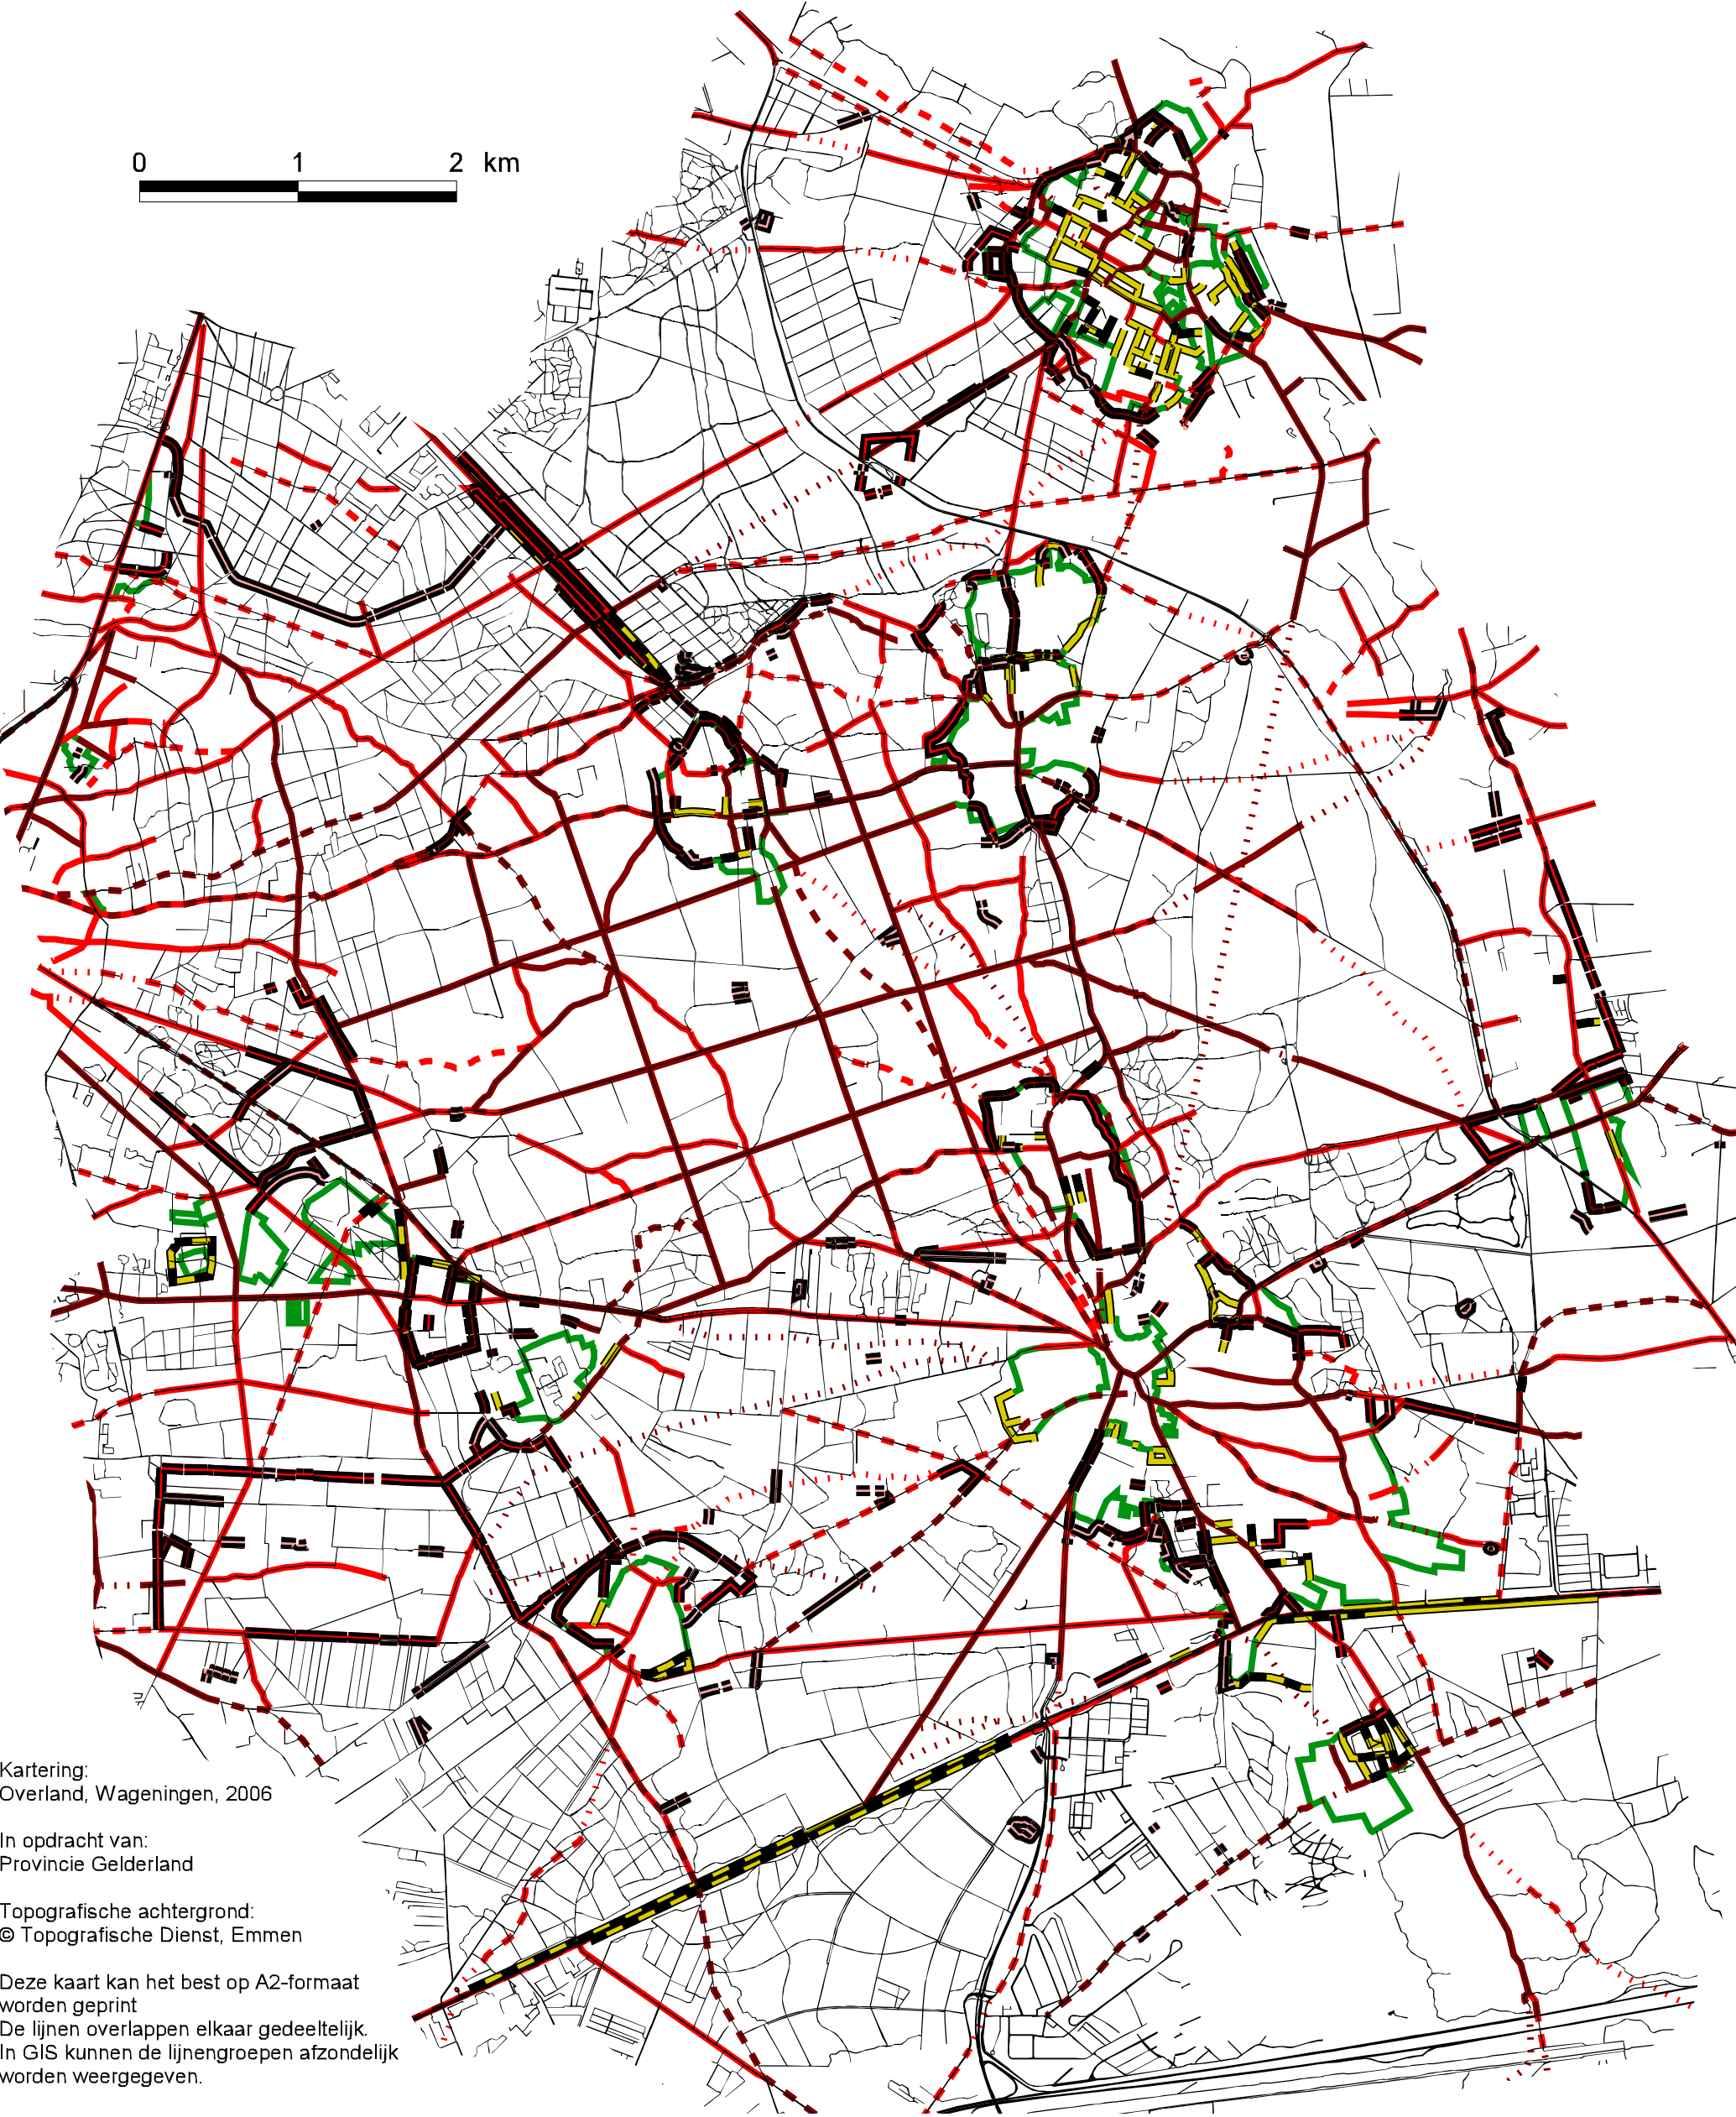 0 1 2 km
Kartering:
Overland, Wageningen, 2006
In opdracht van:
Provincie Gelderland
Topografische achtergrond:
© Topografische Dienst, Emmen
Deze kaart kan het best op A2-formaat
worden geprint
De lijnen overlappen elkaar gedeeltelijk.
In GIS kunnen de lijnengroepen afzondelijk
worden weergegeven.